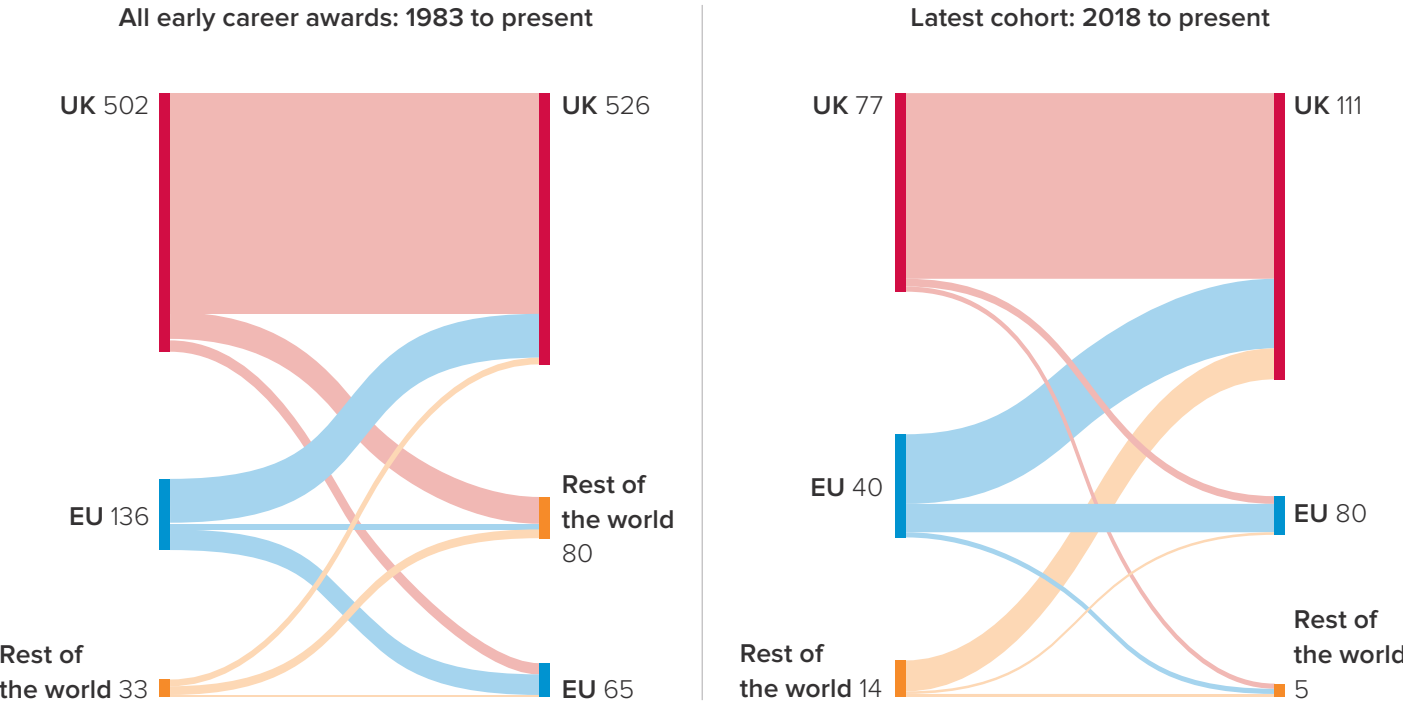 All early career awards: 1983 to present
UK 502
UK 526
EU 136
Rest of
the world
80
Rest of
the world 33
EU 65
Latest cohort: 2018 to present
UK 77
UK 111
EU 40
EU 80
Rest of
the world
5
Rest of
the world 14